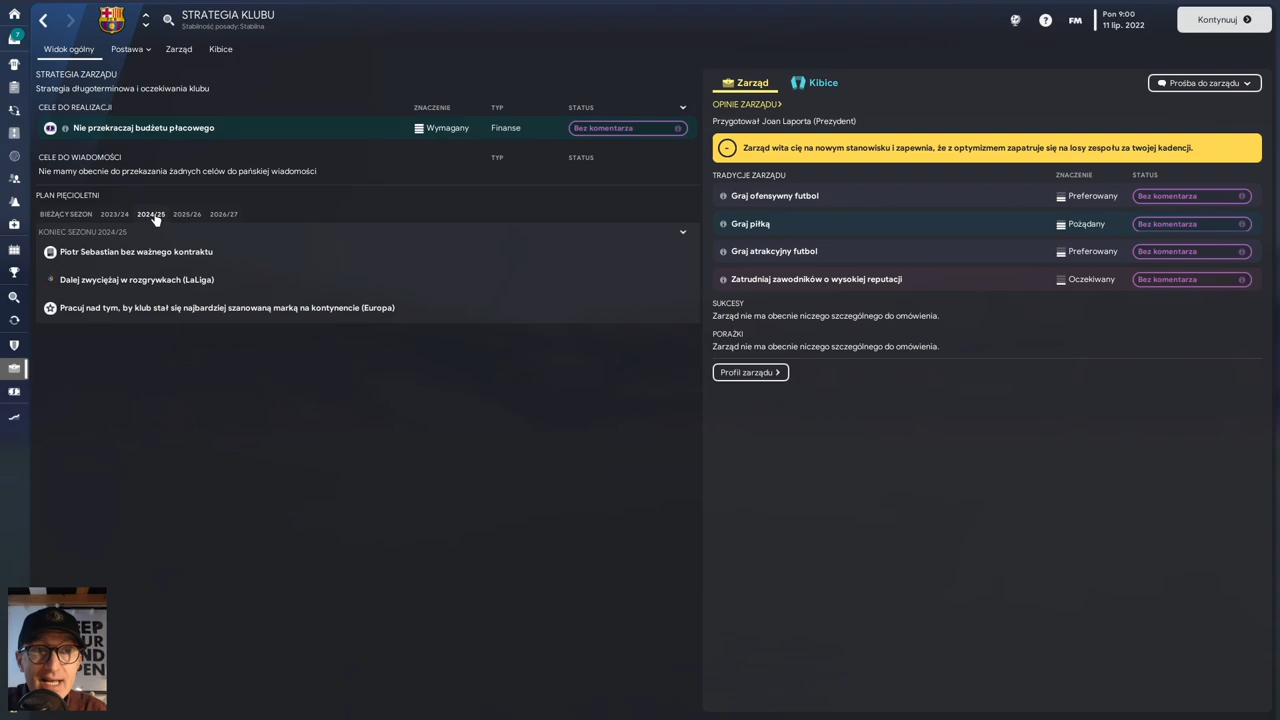 7
STRATEGIA KLUBU
Stabilność posady: Stabilna
FM
Pon 9:00
11 lip. 2022
Kontynuuj
Widok ogólny
Postawa
Zarząd
Kibice
STRATEGIA ZARZĄDU
Strategia długoterminowa i oczekiwania klubu
CELE DO REALIZACJI ZNACZENIE TYP STATUS
Nie przekraczaj budżetu płacowego Wymagany Finanse Bez komentarza
CELE DO WIADOMOŚCI TYP STATUS
Nie mamy obecnie do przekazania żadnych celów do pańskiej wiadomości
PLAN PIĘCIOLETNI
BIEŻĄCY SEZON 2023/24 2024/25 2025/26 2026/27
KONIEC SEZONU 2024/25
Piotr Sebastian bez ważnego kontraktu
Dalej zwyciężaj w rozgrywkach (LaLiga)
Pracuj nad tym, by klub stał się najbardziej szanowaną marką na kontynencie (Europa)
Zarząd
Kibice
Prośba do zarządu
OPINIE ZARZĄDU
Przygotował Joan Laporta (Prezydent)
Zarząd wita cię na nowym stanowisku i zapewnia, że z optymizmem zapatruje się na losy zespołu za twojej kadencji.
TRADYCJE ZARZĄDU ZNACZENIE STATUS
Graj ofensywny futbol Preferowany Bez komentarza
Graj piłką Pożądany Bez komentarza
Graj atrakcyjny futbol Preferowany Bez komentarza
Zatrudniaj zawodników o wysokiej reputacji Oczekiwany Bez komentarza
SUKCESY
Zarząd nie ma obecnie niczego szczególnego do omówienia.
PORAŻKI
Zarząd nie ma obecnie niczego szczególnego do omówienia.
Profil zarządu
KEEP
YOUR
MIND
OPEN